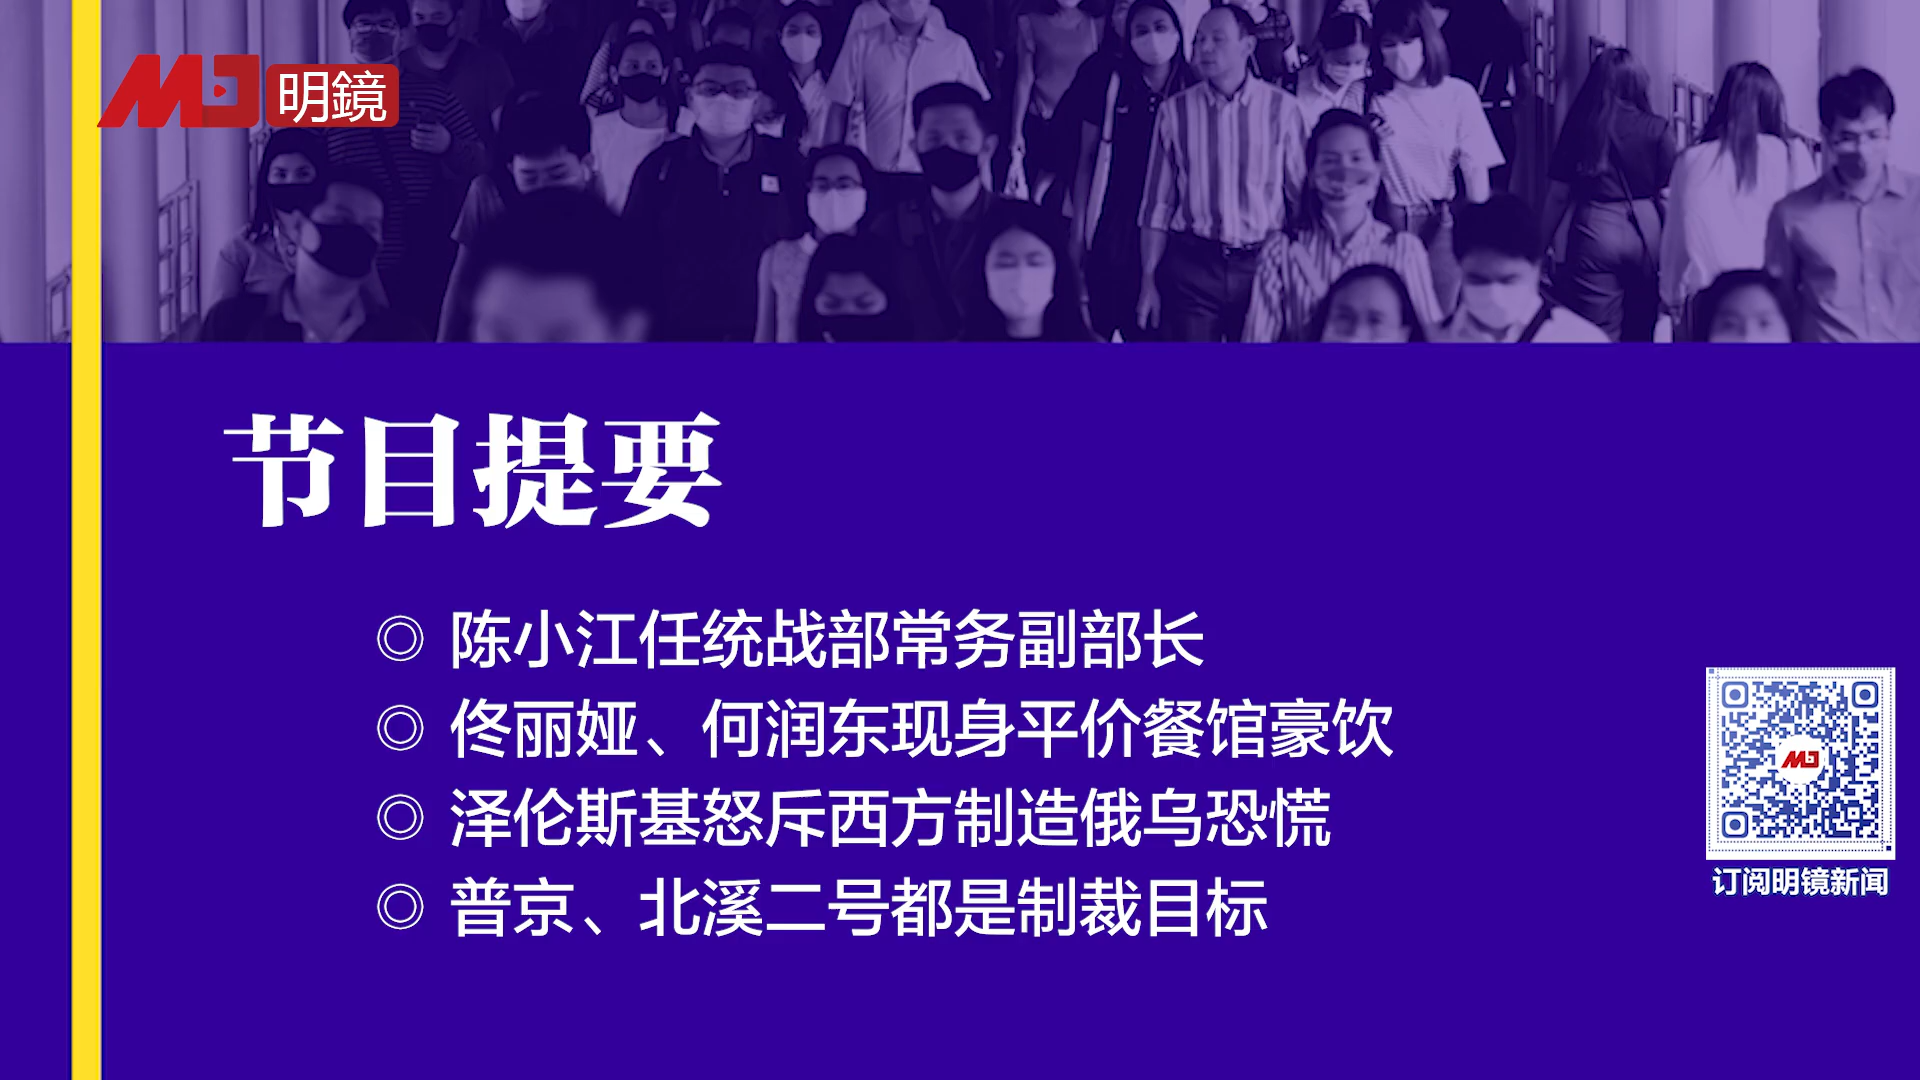 明鏡
节目提要
◎ 陈小江任统战部常务副部长
◎ 佟丽娅、何润东现身平价餐馆豪饮
◎ 泽伦斯基怒斥西方制造俄乌恐慌
◎ 普京、北溪二号都是制裁目标
订阅明镜新闻